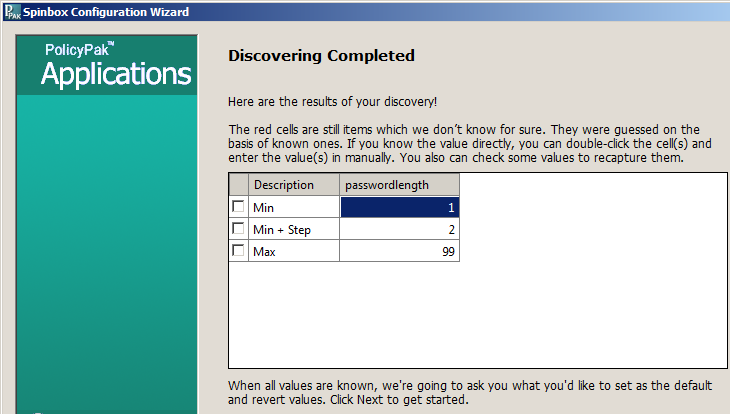 Spinbox Configuration Wizard
PolicyPak™
Applications
Discovering Completed
Here are the results of your discovery!
The red cells are still items which we don't know for sure. They were guessed on the
basis of known ones. If you know the value directly, you can double-click the cell(s) and
enter the value(s) in manually. You also can check some values to recapture them.
Description passwordlength
Min 1
Min + Step 2
Max 99
When all values are known, we're going to ask you what you'd like to set as the default
and revert values. Click Next to get started.